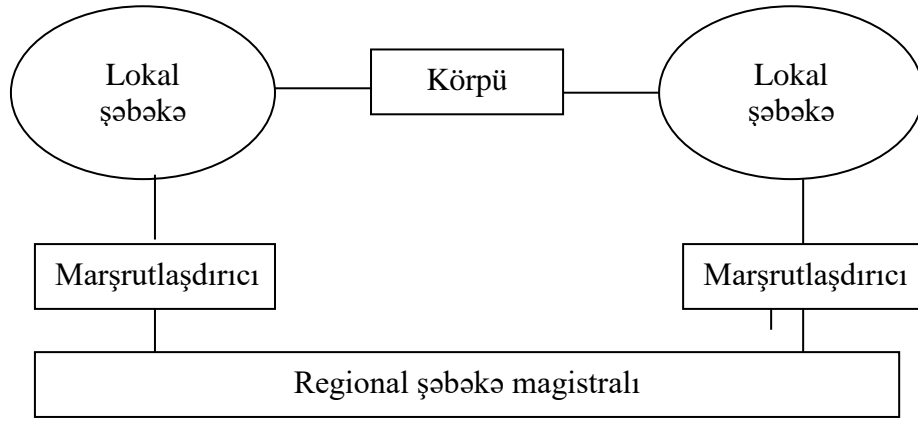 Lokal
şəbəkə
Körpü
Lokal
şəbəkə
Marşrutlaşdırıcı
Marşrutlaşdırıcı
Regional şəbəkə magistralı